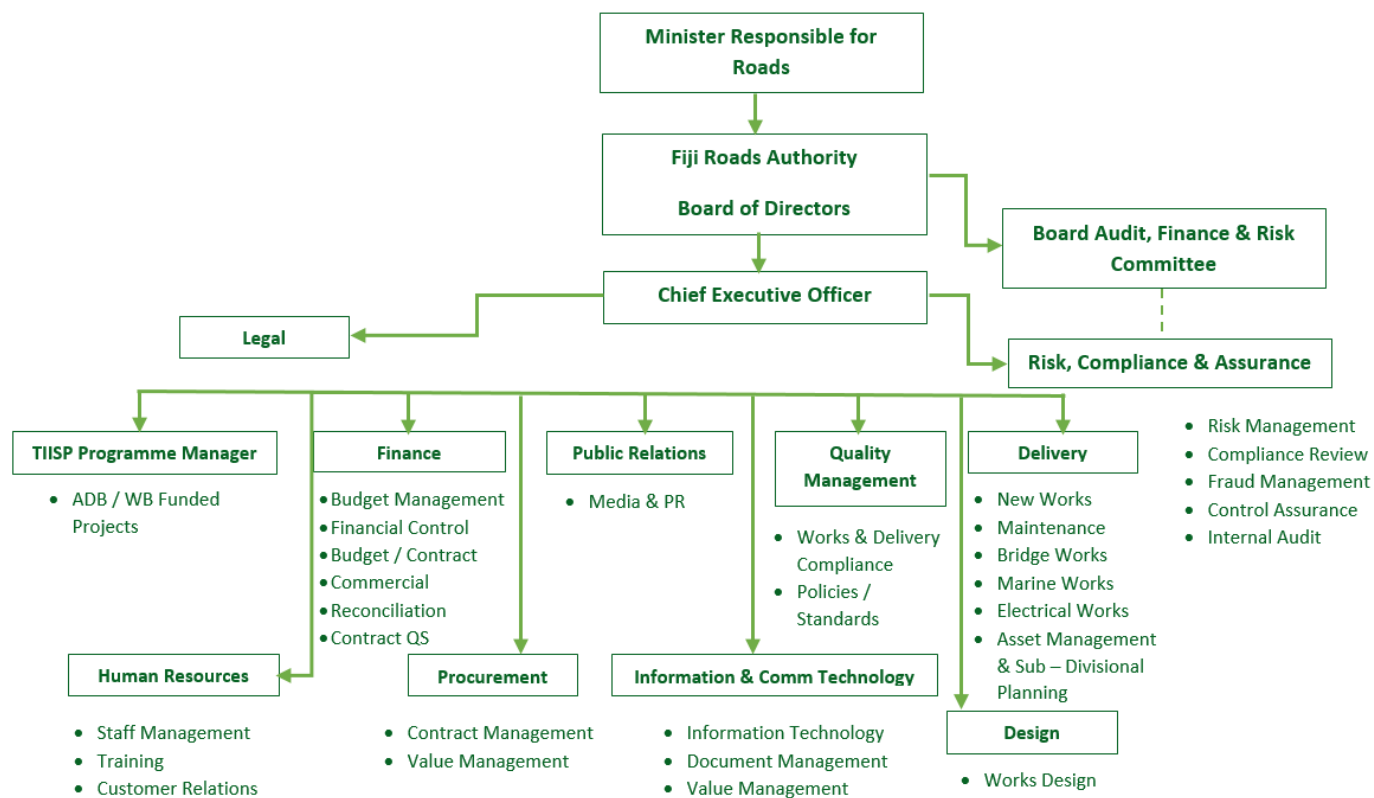 Minister Responsible for
Roads
Fiji Roads Authority
Board of Directors
Board Audit, Finance & Risk
Committee
Chief Executive Officer
Legal
Risk, Compliance & Assurance
• Risk Management
• Compliance Review
• Fraud Management
• Control Assurance
• Internal Audit
TIISP Programme Manager
• ADB / WB Funded
Projects
Finance
• Budget Management
• Financial Control
• Budget / Contract
• Commercial
• Reconciliation
• Contract QS
Public Relations
• Media & PR
Quality
Management
• Works & Delivery
Compliance
• Policies /
Standards
Delivery
• New Works
• Maintenance
• Bridge Works
• Marine Works
• Electrical Works
• Asset Management
& Sub – Divisional
Planning
Human Resources
• Staff Management
• Training
• Customer Relations
Procurement
• Contract Management
• Value Management
Information & Comm Technology
• Information Technology
• Document Management
• Value Management
Design
• Works Design